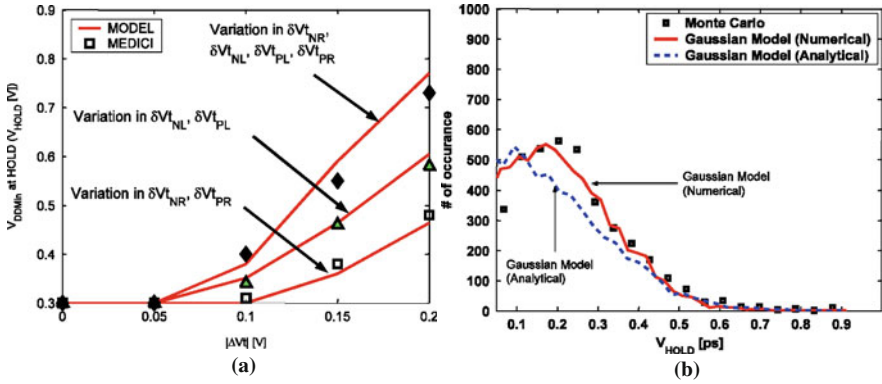 0.9
0.8
0.7
0.6
0.5
0.4
0.3
0
0.05
0.1
0.15
0.2
V_DDMin at HOLD (V_HOLD [V])
|ΔVt| [V]
MODEL
MEDICI
Variation in δVt_NR,
δVt_NL, δVt_PL, δVt_PR
Variation in δVt_NL, δVt_PL
Variation in δVt_NR, δVt_PR
(a)
1000
900
800
700
600
500
400
300
200
100
0
# of occurance
0.1
0.2
0.3
0.4
0.5
0.6
0.7
0.8
0.9
V_HOLD [ps]
Monte Carlo
Gaussian Model (Numerical)
Gaussian Model (Analytical)
Gaussian Model
(Numerical)
Gaussian Model
(Analytical)
(b)